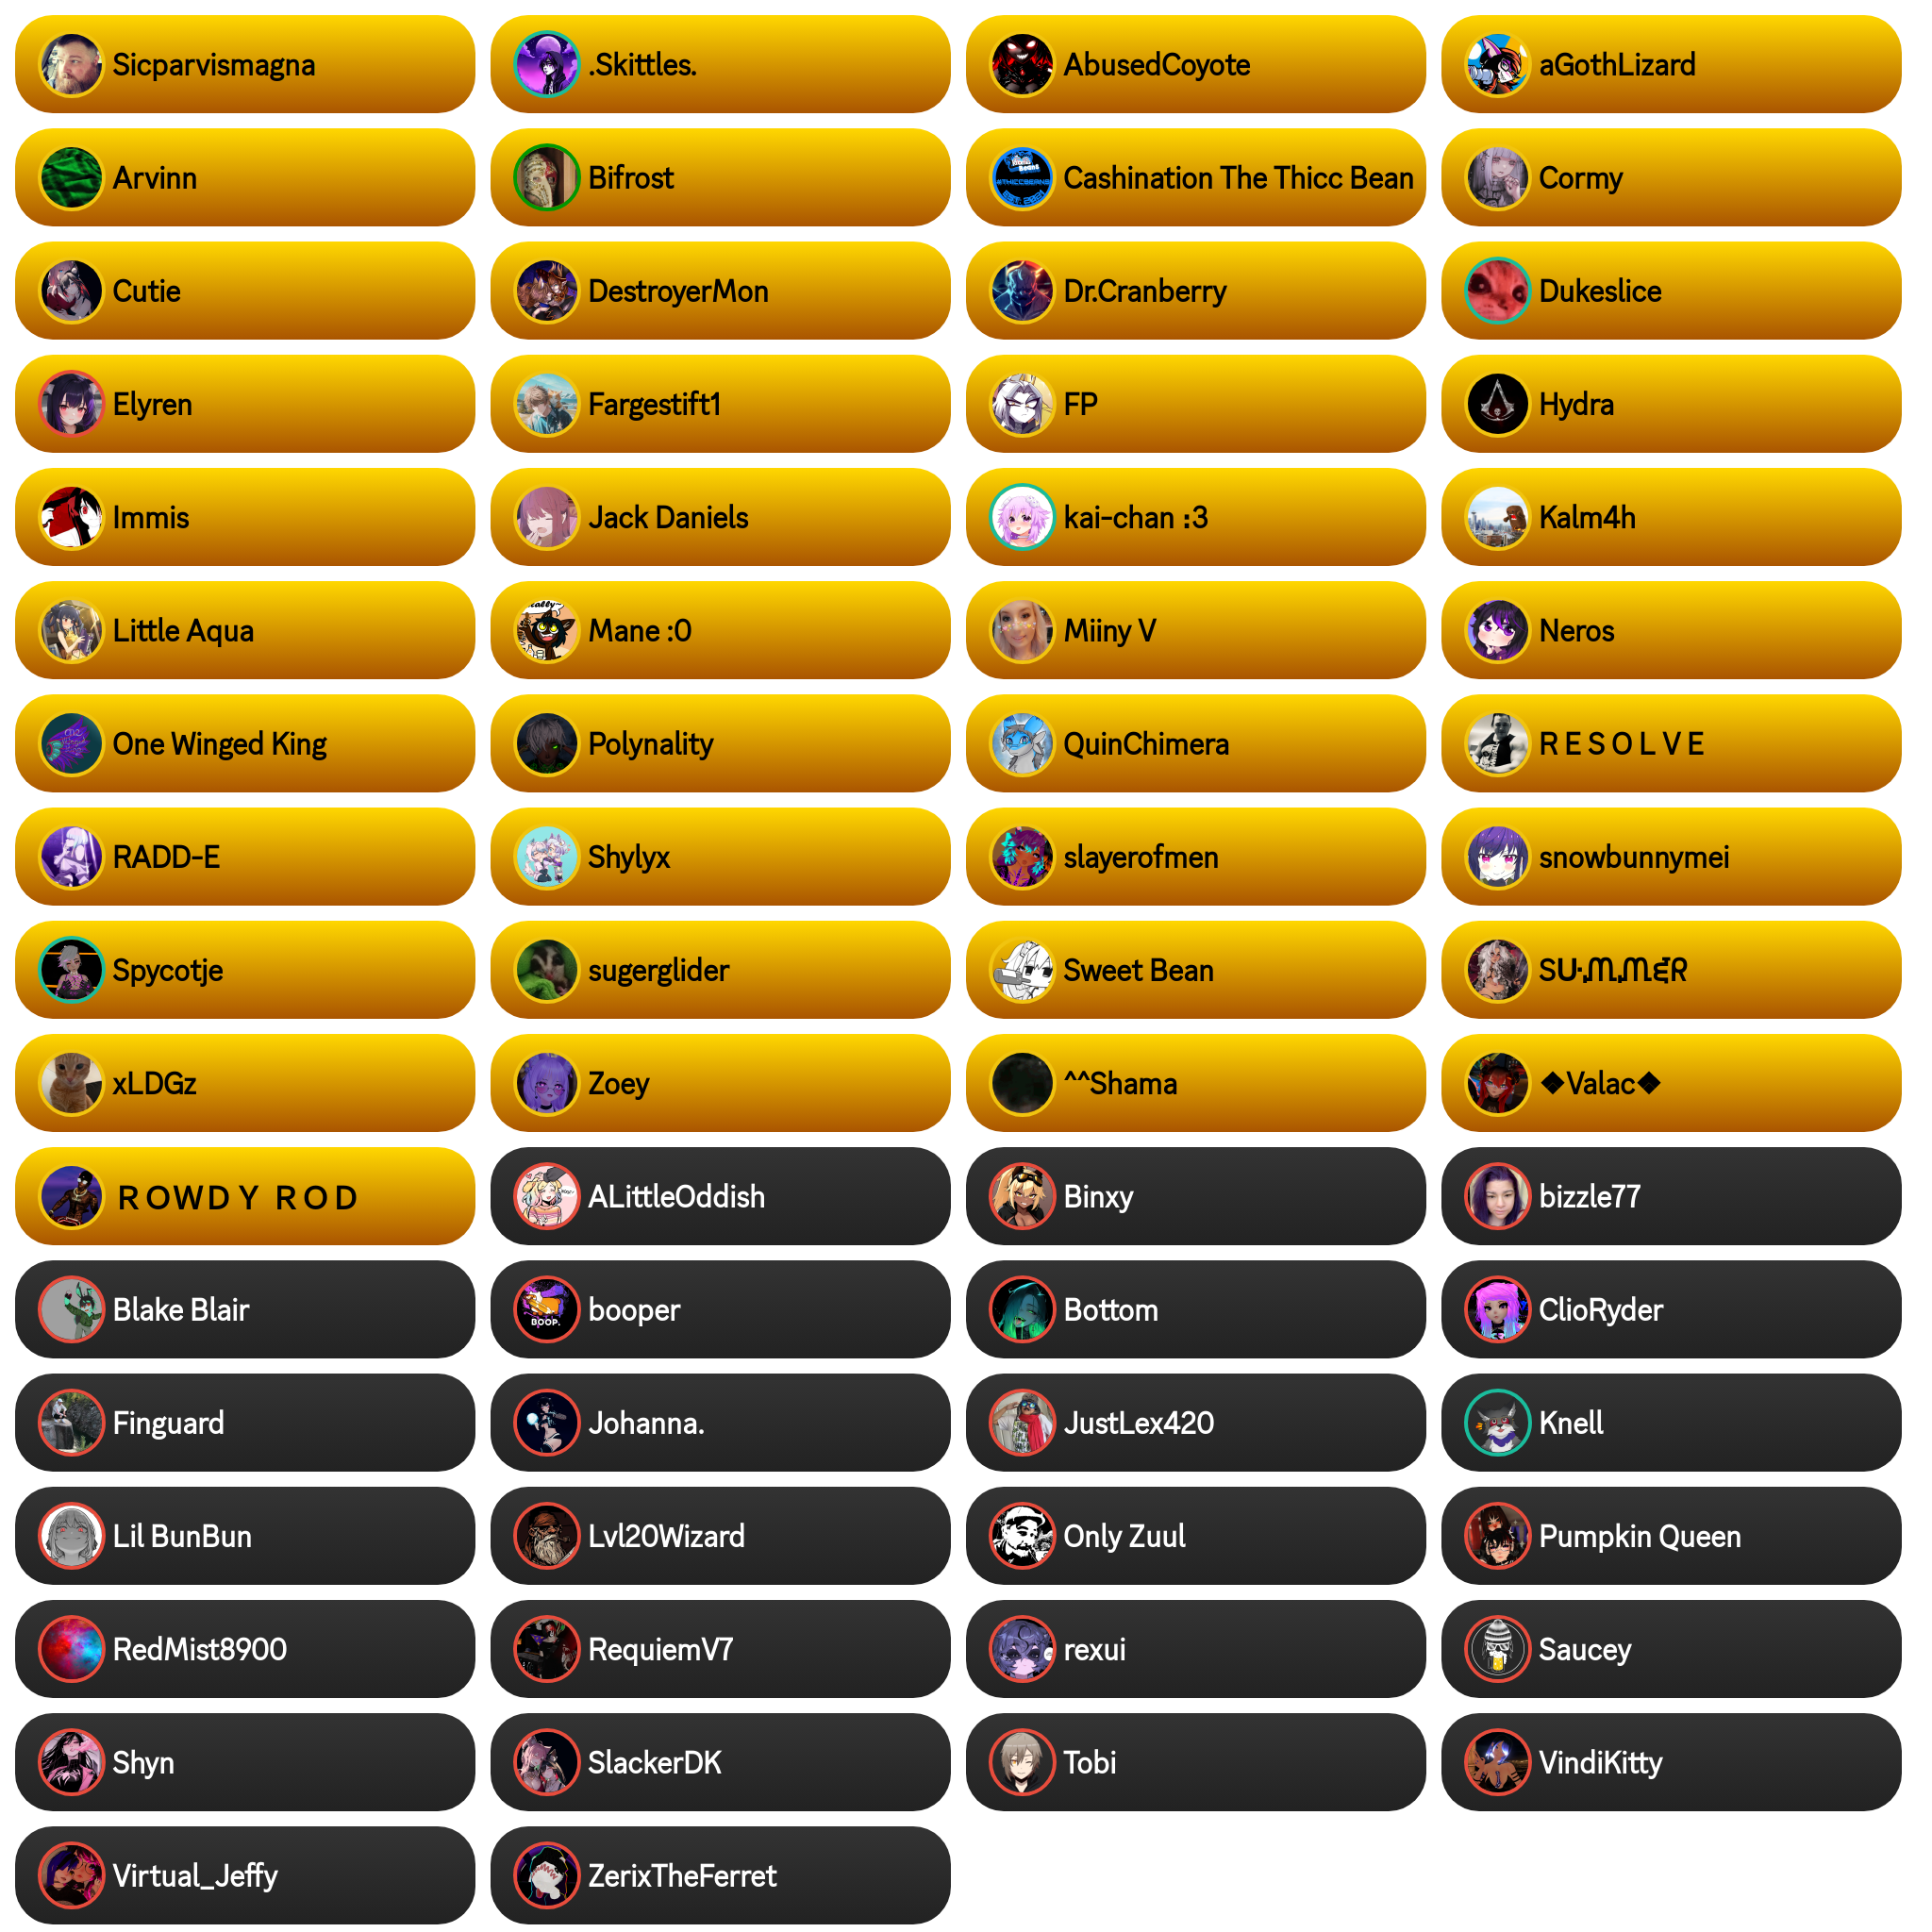 Sicparvismagna
.Skittles.
AbusedCoyote
aGothLizard
Arvinn
Bifrost
Cashination The Thicc Bean
Cormy
Cutie
DestroyerMon
Dr.Cranberry
Dukeslice
Elyren
Fargestift1
FP
Hydra
Immis
Jack Daniels
kai-chan :3
Kalm4h
Little Aqua
Mane :0
Miiny V
Neros
One Winged King
Polynality
QuinChimera
R E S O L V E
RADD-E
Shylyx
slayerofmen
snowbunnymei
Spycotje
sugerglider
Sweet Bean
xLDGz
Zoey
^^Shama
❖Valac❖
R O W D Y R O D
ALittleOddish
Binxy
bizzle77
Blake Blair
BOOP.
booper
Bottom
ClioRyder
Finguard
Johanna.
JustLex420
Knell
Lil BunBun
Lvl20Wizard
Only Zuul
Pumpkin Queen
RedMist8900
RequiemV7
rexui
Saucey
Shyn
SlackerDK
Tobi
VindiKitty
Virtual_Jeffy
ZerixTheFerret